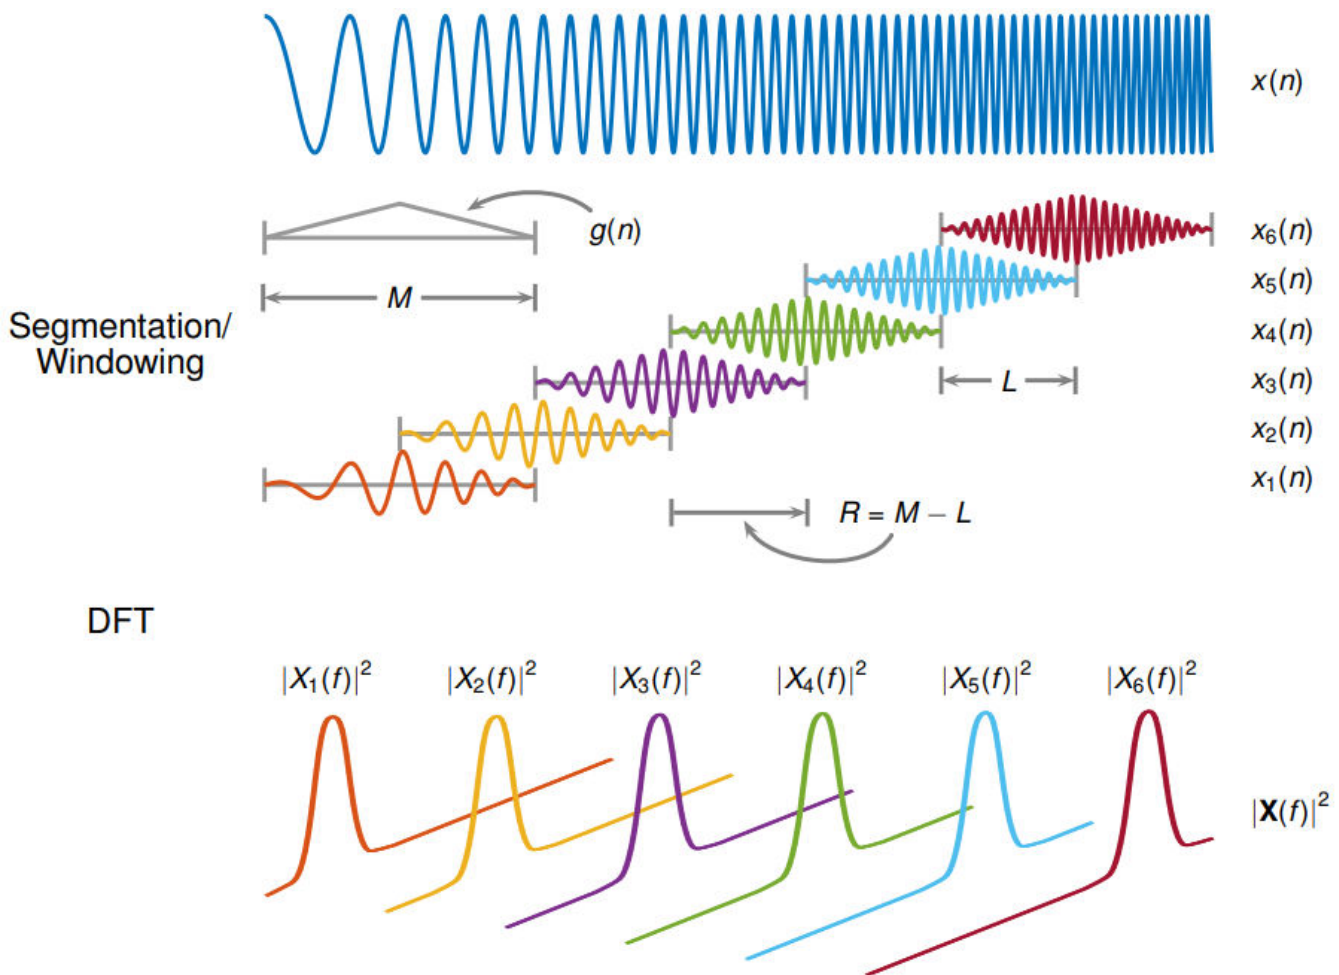 x(n)
g(n)
M
Segmentation/
Windowing
x₆(n)
x₅(n)
x₄(n)
x₃(n)
x₂(n)
x₁(n)
L
R = M − L
DFT
|X₁(f)|² |X₂(f)|² |X₃(f)|² |X₄(f)|² |X₅(f)|² |X₆(f)|²
|𝐗(f)|²